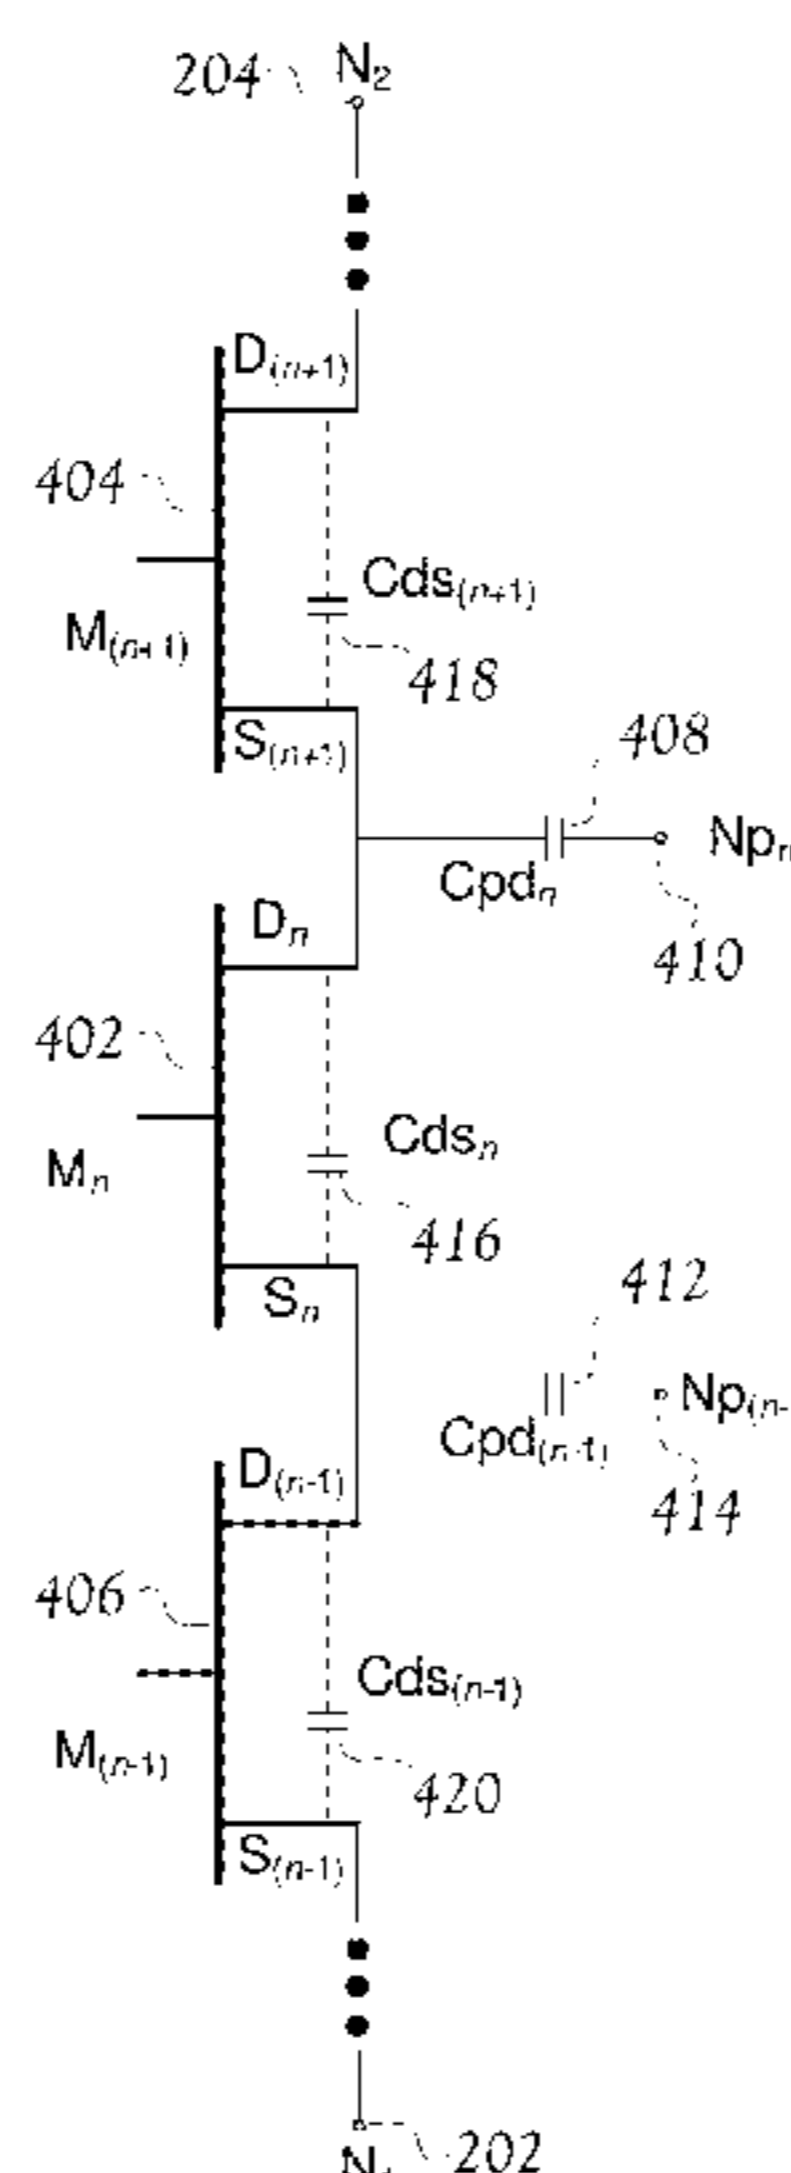 204 N₂
D(n+1)
404
Cds(n+1)
M(n+1)
418
S(n+1)
408
Npₙ
Cpdₙ
Dₙ
410
402
Cdsₙ
Mₙ
416
Sₙ
412
Np(n-
Cpd(n-1)
D(n-1)
414
406
Cds(n-1)
M(n-1)
420
S(n-1)
202